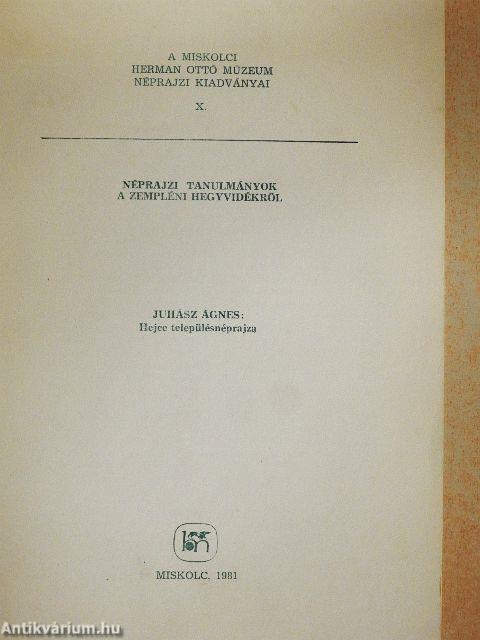 A MISKOLCI
HERMAN OTTÓ MÚZEUM
NÉPRAJZI KIADVÁNYAI
X.
NÉPRAJZI TANULMÁNYOK
A ZEMPLÉNI HEGYVIDÉKRŐL
JUHÁSZ ÁGNES:
Hejce településnéprajza
MISKOLC, 1981
Antikvárium.hu